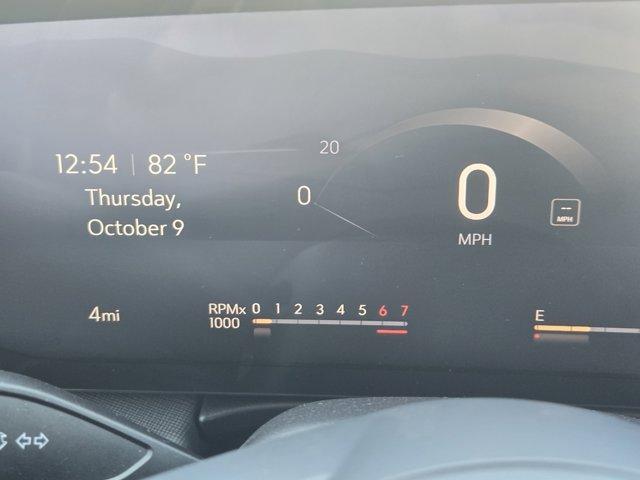 20
12:54 | 82 °F
0
0
Thursday,
October 9
--
MPH
MPH
4mi
RPMx 0 1 2 3 4 5 6 7
1000
E